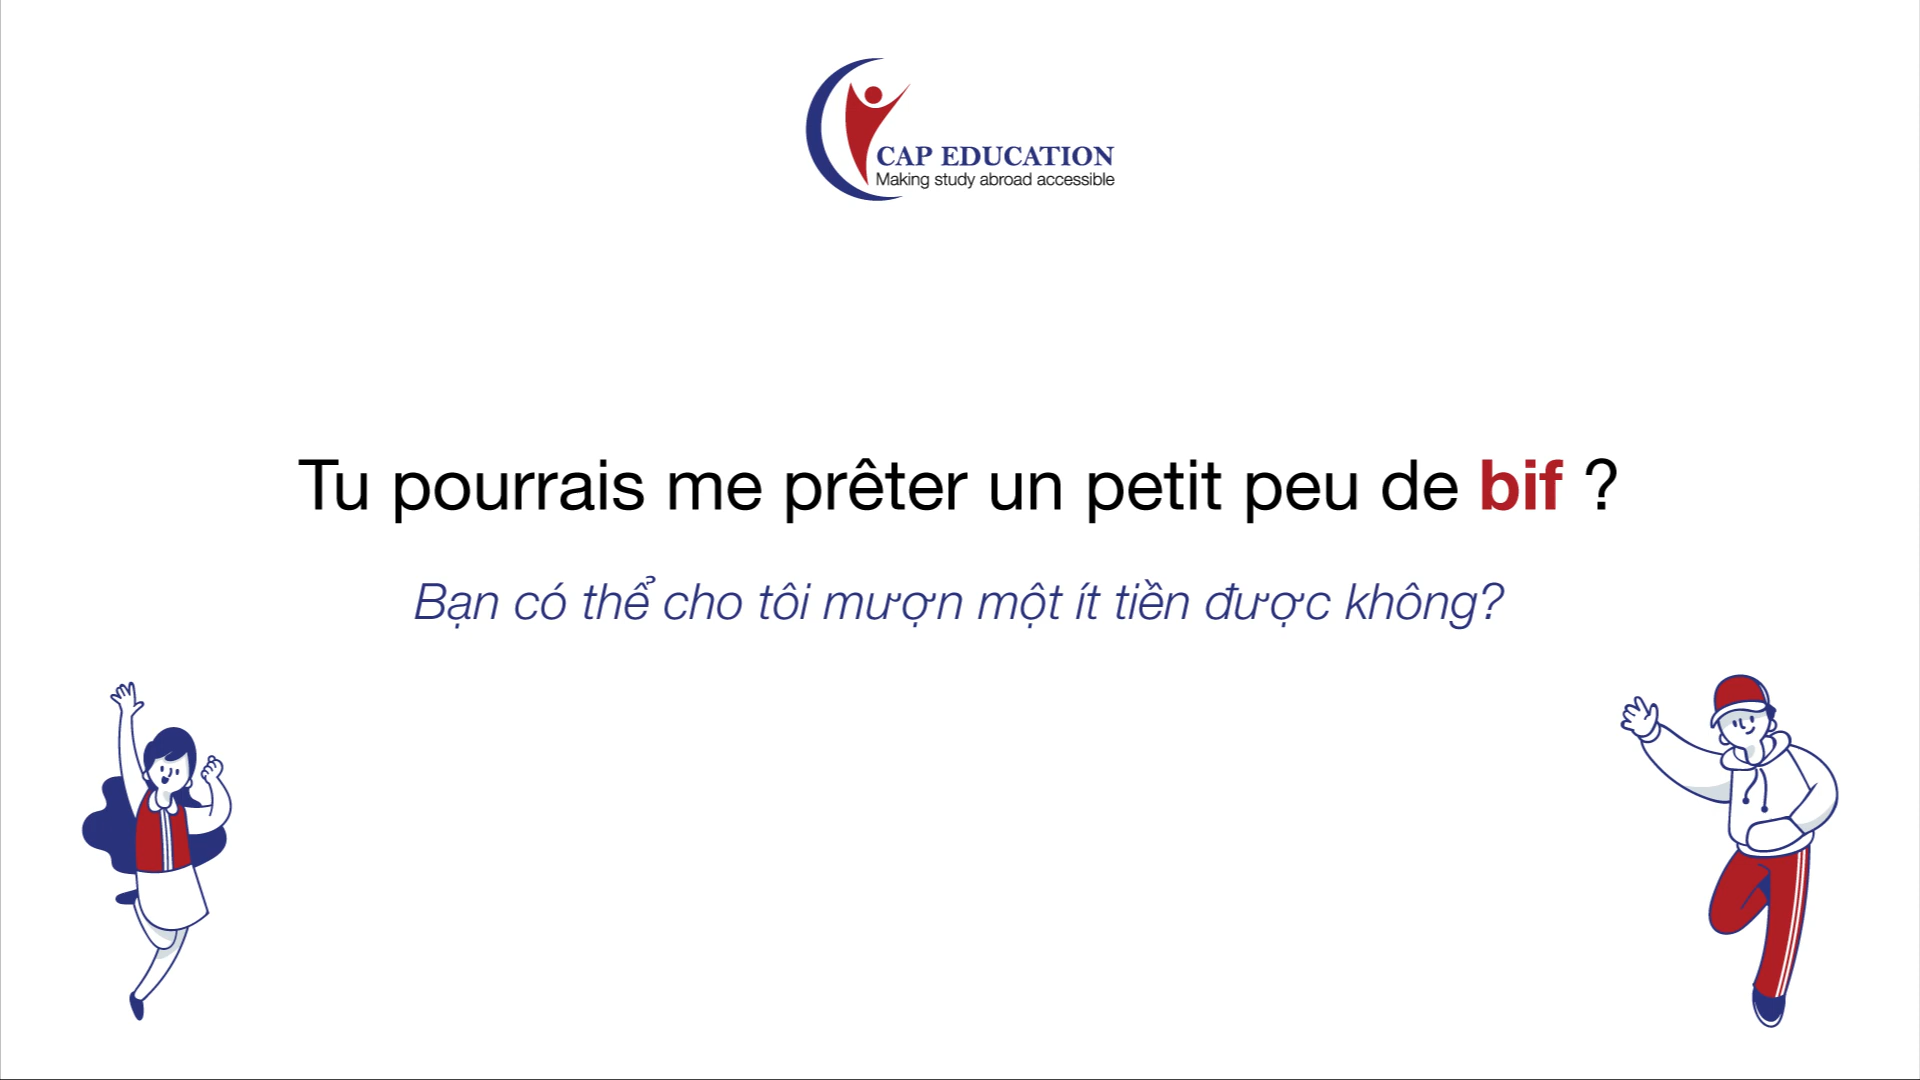 CAP EDUCATION
Making study abroad accessible
Tu pourrais me prêter un petit peu de bif ?
Bạn có thể cho tôi mượn một ít tiền được không?